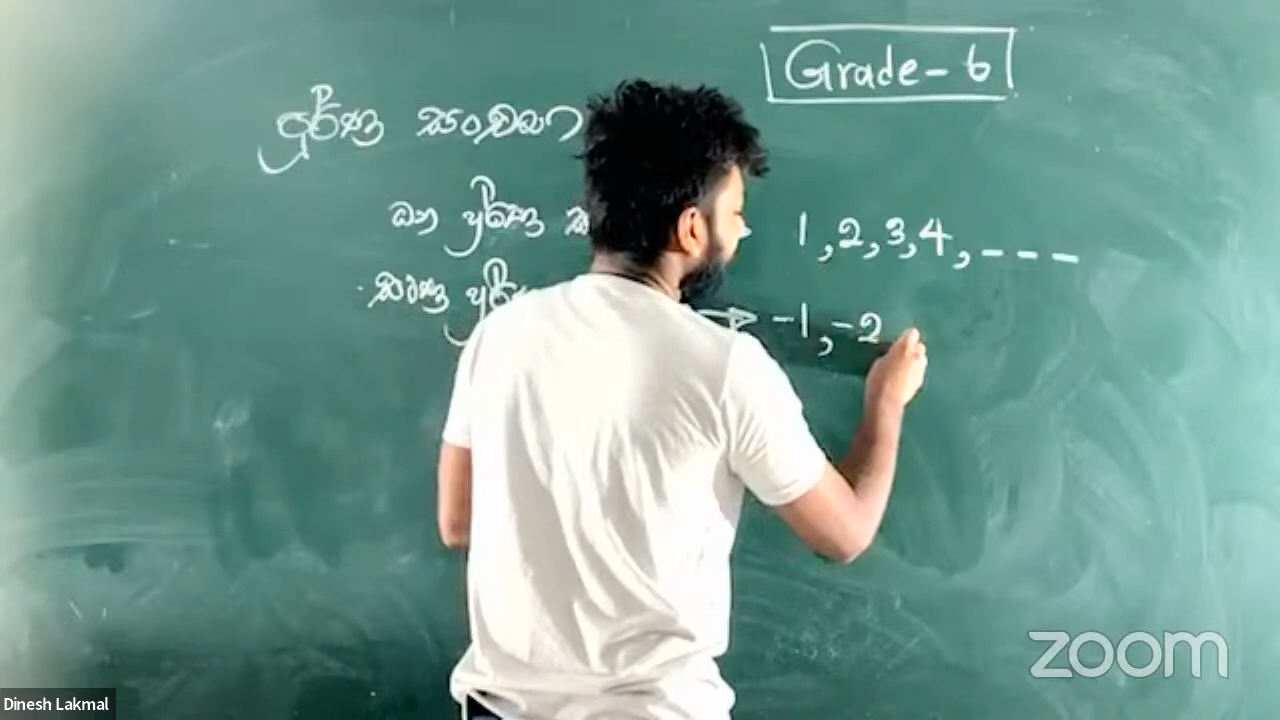 Grade - 6
පූර්ණ සංඛ්‍යා
ධන පූර්ණ 1, 2, 3, 4, - - -
සෘණ → -1, -2
zoom
Dinesh Lakmal